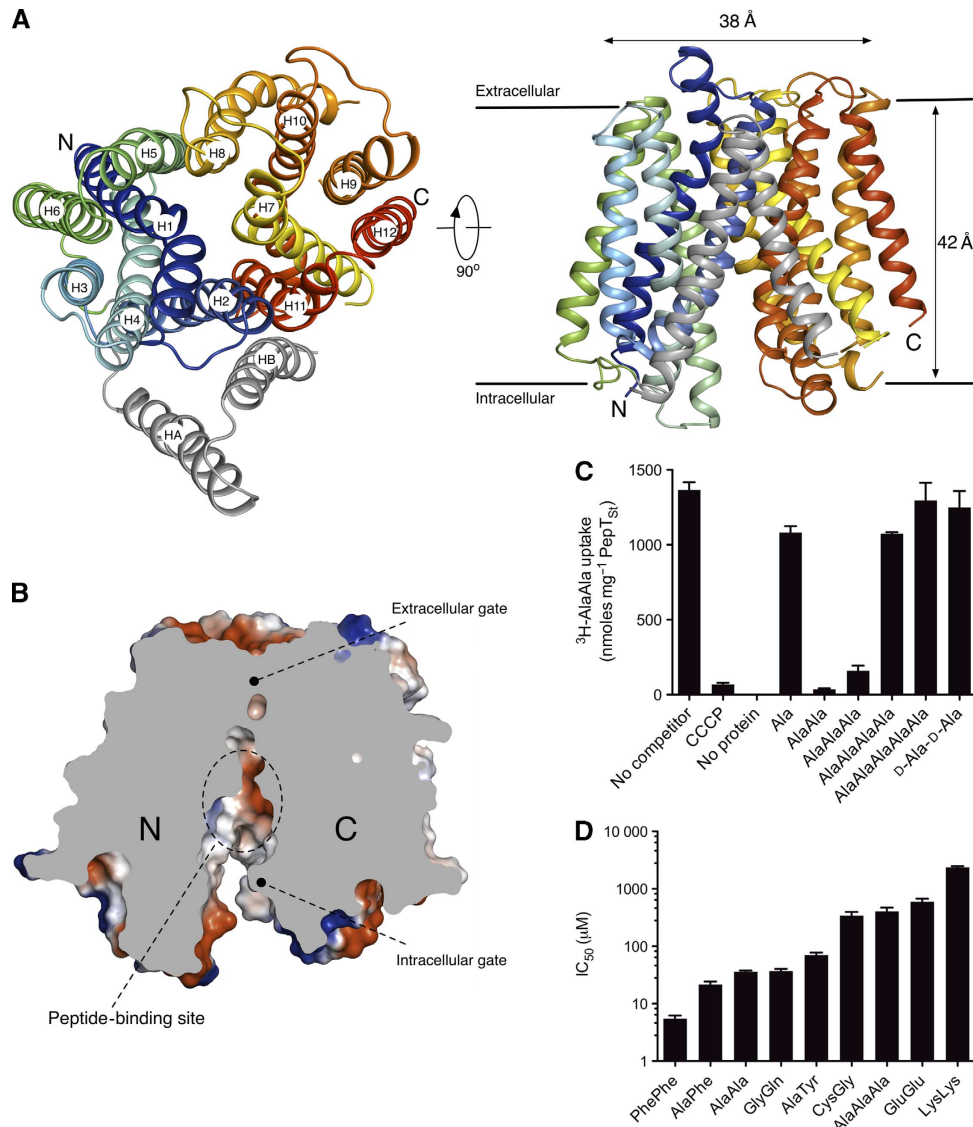 A
N
H5
H8
H10
H6
H1
H7
H9
C
H12
H3
H4
H2
H11
HB
HA
90°
38 Å
Extracellular
42 Å
C
Intracellular
N
B
Extracellular gate
N
C
Intracellular gate
Peptide-binding site
C
³H-AlaAla uptake
(nmoles mg⁻¹ PepT_St)
1500
1000
500
0
No competitor
CCCP
No protein
Ala
AlaAla
AlaAlaAla
AlaAlaAlaAla
AlaAlaAlaAlaAla
D-Ala-D-Ala
D
IC₅₀ (µM)
10 000
1000
100
10
1
PhePhe
AlaPhe
AlaAla
GlyGln
AlaTyr
CysGly
AlaAlaAla
GluGlu
LysLys